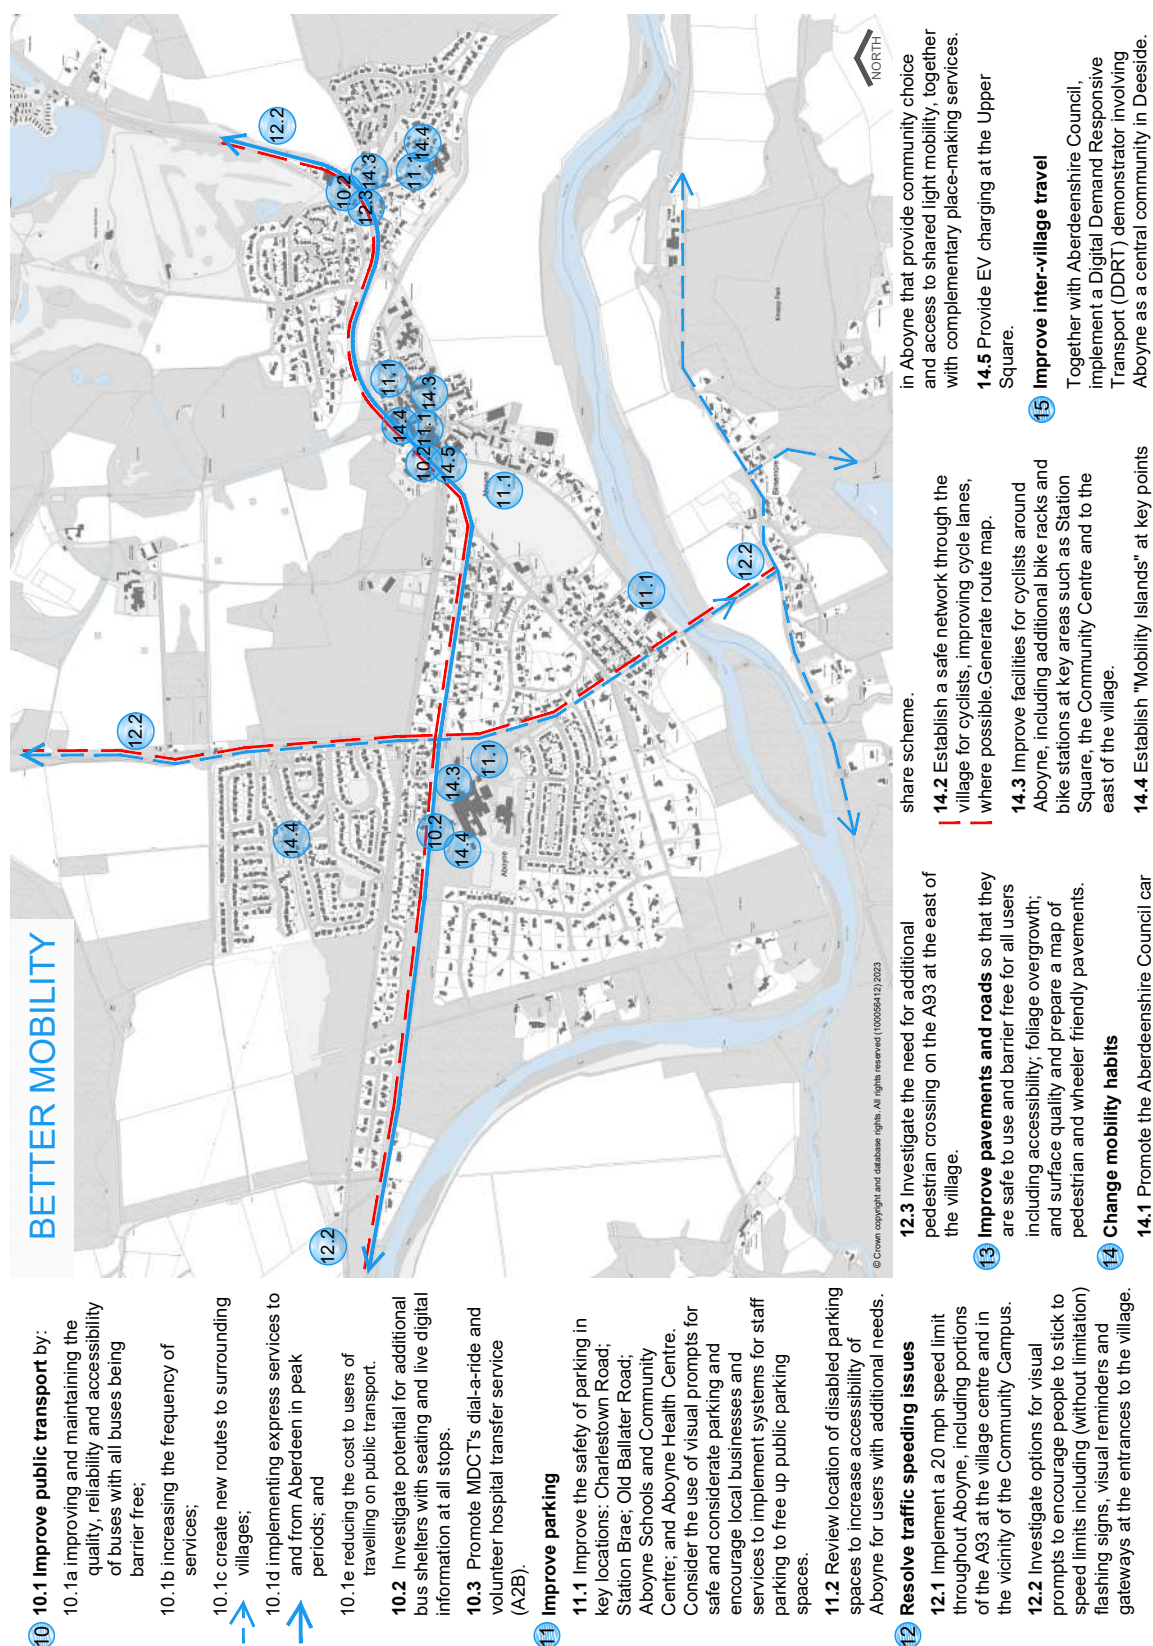 BETTER MOBILITY
12.2
12.2
12.2
12.2
14.4
10.2
14.3
14.4
11.1
11.1
11.1
10.2
14.5
14.4
11.1
11.1
14.3
10.2
12.3
14.3
11.1
14.4
Aboyne
Aboyne
Birsemore
NORTH
© Crown copyright and database rights. All rights reserved (100056412) 2023
10 10.1 Improve public transport by:
10.1a improving and maintaining the
quality, reliability and accessibility
of buses with all buses being
barrier free;
10.1b increasing the frequency of
services;
10.1c create new routes to surrounding
villages;
10.1d implementing express services to
and from Aberdeen in peak
periods; and
10.1e reducing the cost to users of
travelling on public transport.
10.2 Investigate potential for additional
bus shelters with seating and live digital
information at all stops.
10.3 Promote MDCT's dial-a-ride and
volunteer hospital transfer service
(A2B).
11 Improve parking
11.1 Improve the safety of parking in
key locations: Charlestown Road;
Station Brae; Old Ballater Road;
Aboyne Schools and Community
Centre; and Aboyne Health Centre.
Consider the use of visual prompts for
safe and considerate parking and
encourage local businesses and
services to implement systems for staff
parking to free up public parking
spaces.
11.2 Review location of disabled parking
spaces to increase accessibility of
Aboyne for users with additional needs.
12 Resolve traffic speeding issues
12.1 Implement a 20 mph speed limit
throughout Aboyne, including portions
of the A93 at the village centre and in
the vicinity of the Community Campus.
12.2 Investigate options for visual
prompts to encourage people to stick to
speed limits including (without limitation)
flashing signs, visual reminders and
gateways at the entrances to the village.
12.3 Investigate the need for additional
pedestrian crossing on the A93 at the east of
the village.
13 Improve pavements and roads so that they
are safe to use and barrier free for all users
including accessibility; foliage overgrowth;
and surface quality and prepare a map of
pedestrian and wheeler friendly pavements.
14 Change mobility habits
14.1 Promote the Aberdeenshire Council car
share scheme.
14.2 Establish a safe network through the
village for cyclists, improving cycle lanes,
where possible.Generate route map.
14.3 Improve facilities for cyclists around
Aboyne, including additional bike racks and
bike stations at key areas such as Station
Square, the Community Centre and to the
east of the village.
14.4 Establish "Mobility Islands" at key points
in Aboyne that provide community choice
and access to shared light mobility, together
with complementary place-making services.
14.5 Provide EV charging at the Upper
Square.
15 Improve inter-village travel
Together with Aberdeenshire Council,
implement a Digital Demand Responsive
Transport (DDRT) demonstrator involving
Aboyne as a central community in Deeside.